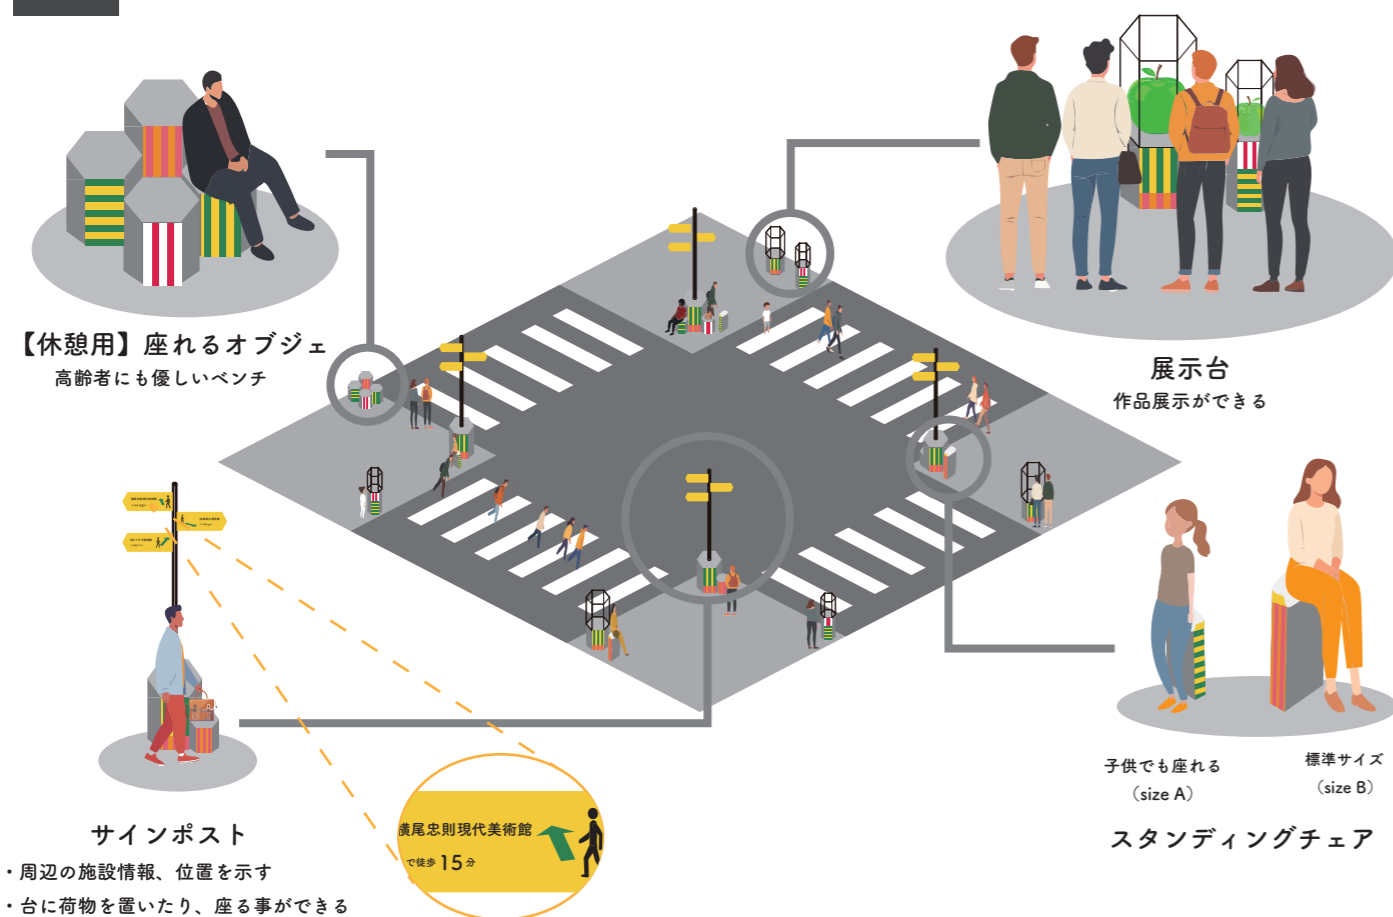 【休憩用】座れるオブジェ
高齢者にも優しいベンチ
展示台
作品展示ができる
サインポスト
・周辺の施設情報、位置を示す
・台に荷物を置いたり、座る事ができる
横尾忠則現代美術館
で徒歩 15 分
子供でも座れる
（size A）
標準サイズ
（size B）
スタンディングチェア